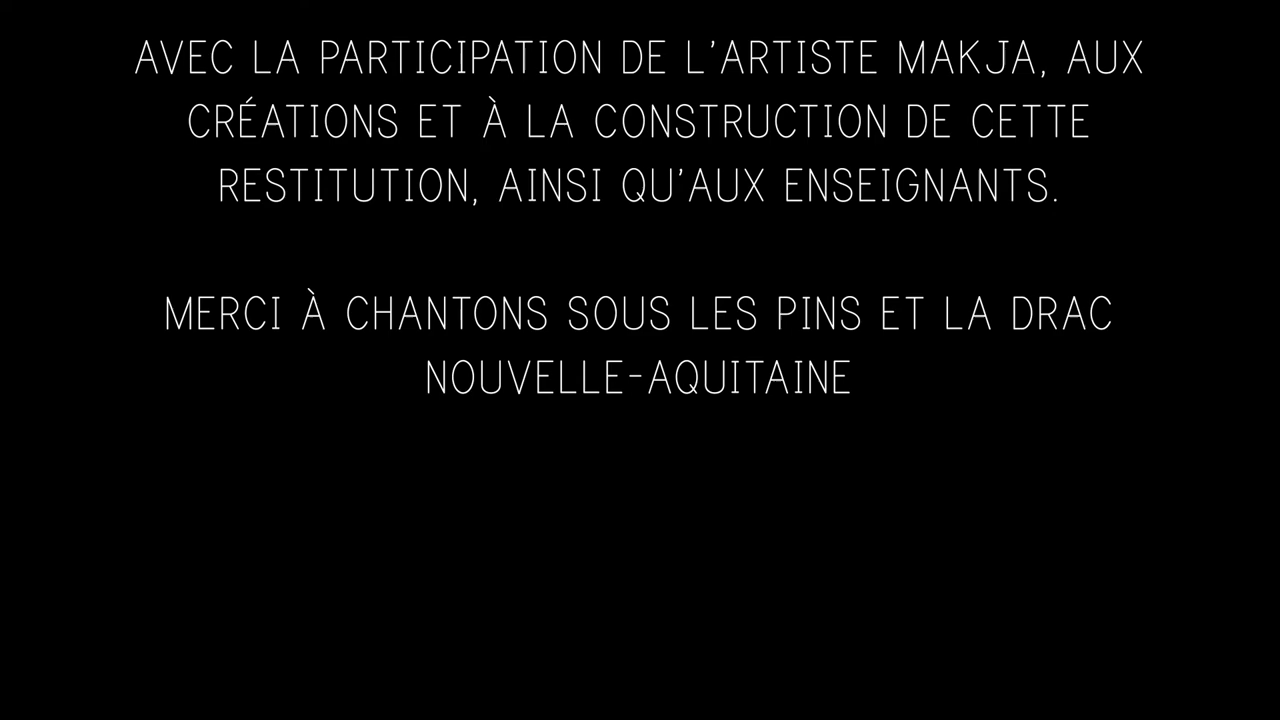 AVEC LA PARTICIPATION DE L’ARTISTE MAKJA, AUX
CRÉATIONS ET À LA CONSTRUCTION DE CETTE
RESTITUTION, AINSI QU’AUX ENSEIGNANTS.
MERCI À CHANTONS SOUS LES PINS ET LA DRAC
NOUVELLE-AQUITAINE